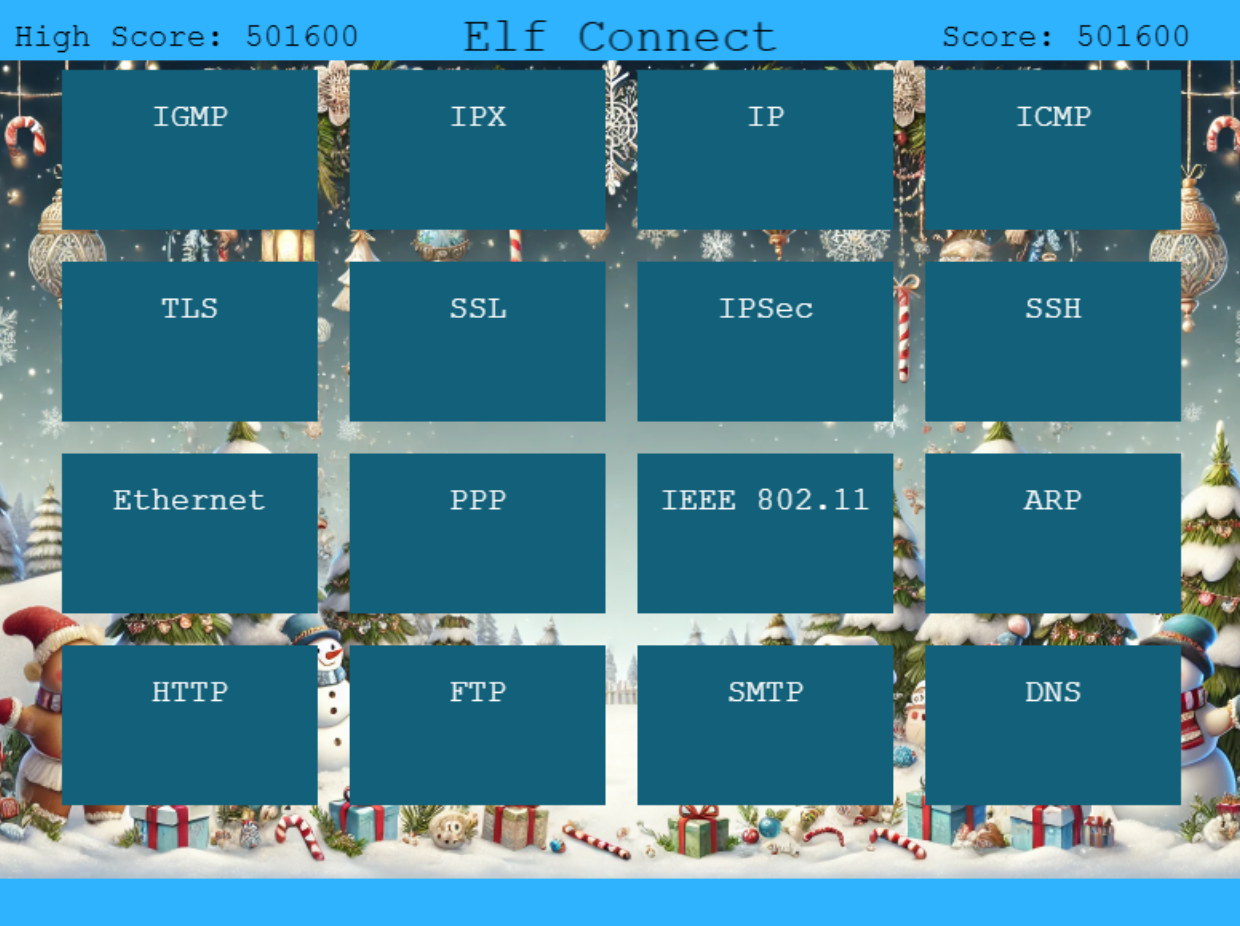 High Score: 501600 Elf Connect Score: 501600
IGMP IPX IP ICMP
TLS SSL IPSec SSH
Ethernet PPP IEEE 802.11 ARP
HTTP FTP SMTP DNS